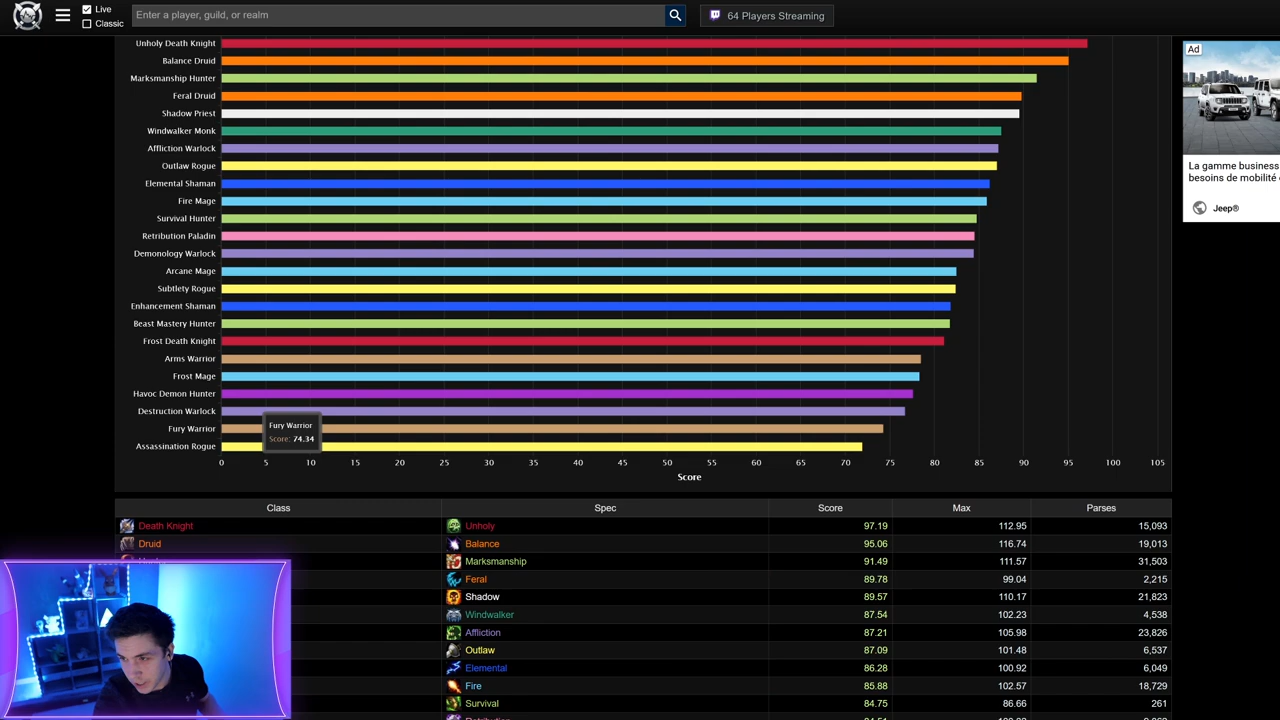 Live
Classic
Enter a player, guild, or realm
64 Players Streaming
Unholy Death Knight
Balance Druid
Marksmanship Hunter
Feral Druid
Shadow Priest
Windwalker Monk
Affliction Warlock
Outlaw Rogue
Elemental Shaman
Fire Mage
Survival Hunter
Retribution Paladin
Demonology Warlock
Arcane Mage
Subtlety Rogue
Enhancement Shaman
Beast Mastery Hunter
Frost Death Knight
Arms Warrior
Frost Mage
Havoc Demon Hunter
Destruction Warlock
Fury Warrior
Assassination Rogue
Fury Warrior
Score: 74.34
0 5 10 15 20 25 30 35 40 45 50 55 60 65 70 75 80 85 90 95 100 105
Score
Ad
La gamme business
besoins de mobilité
Jeep®
Class Spec Score Max Parses
Death Knight Unholy 97.19 112.95 15,093
Druid Balance 95.06 116.74 19,013
Marksmanship 91.49 111.57 31,503
Feral 89.78 99.04 2,215
Shadow 89.57 110.17 21,823
Windwalker 87.54 102.23 4,538
Affliction 87.21 105.98 23,826
Outlaw 87.09 101.48 6,537
Elemental 86.28 100.92 6,049
Fire 85.88 102.57 18,729
Survival 84.75 86.66 261